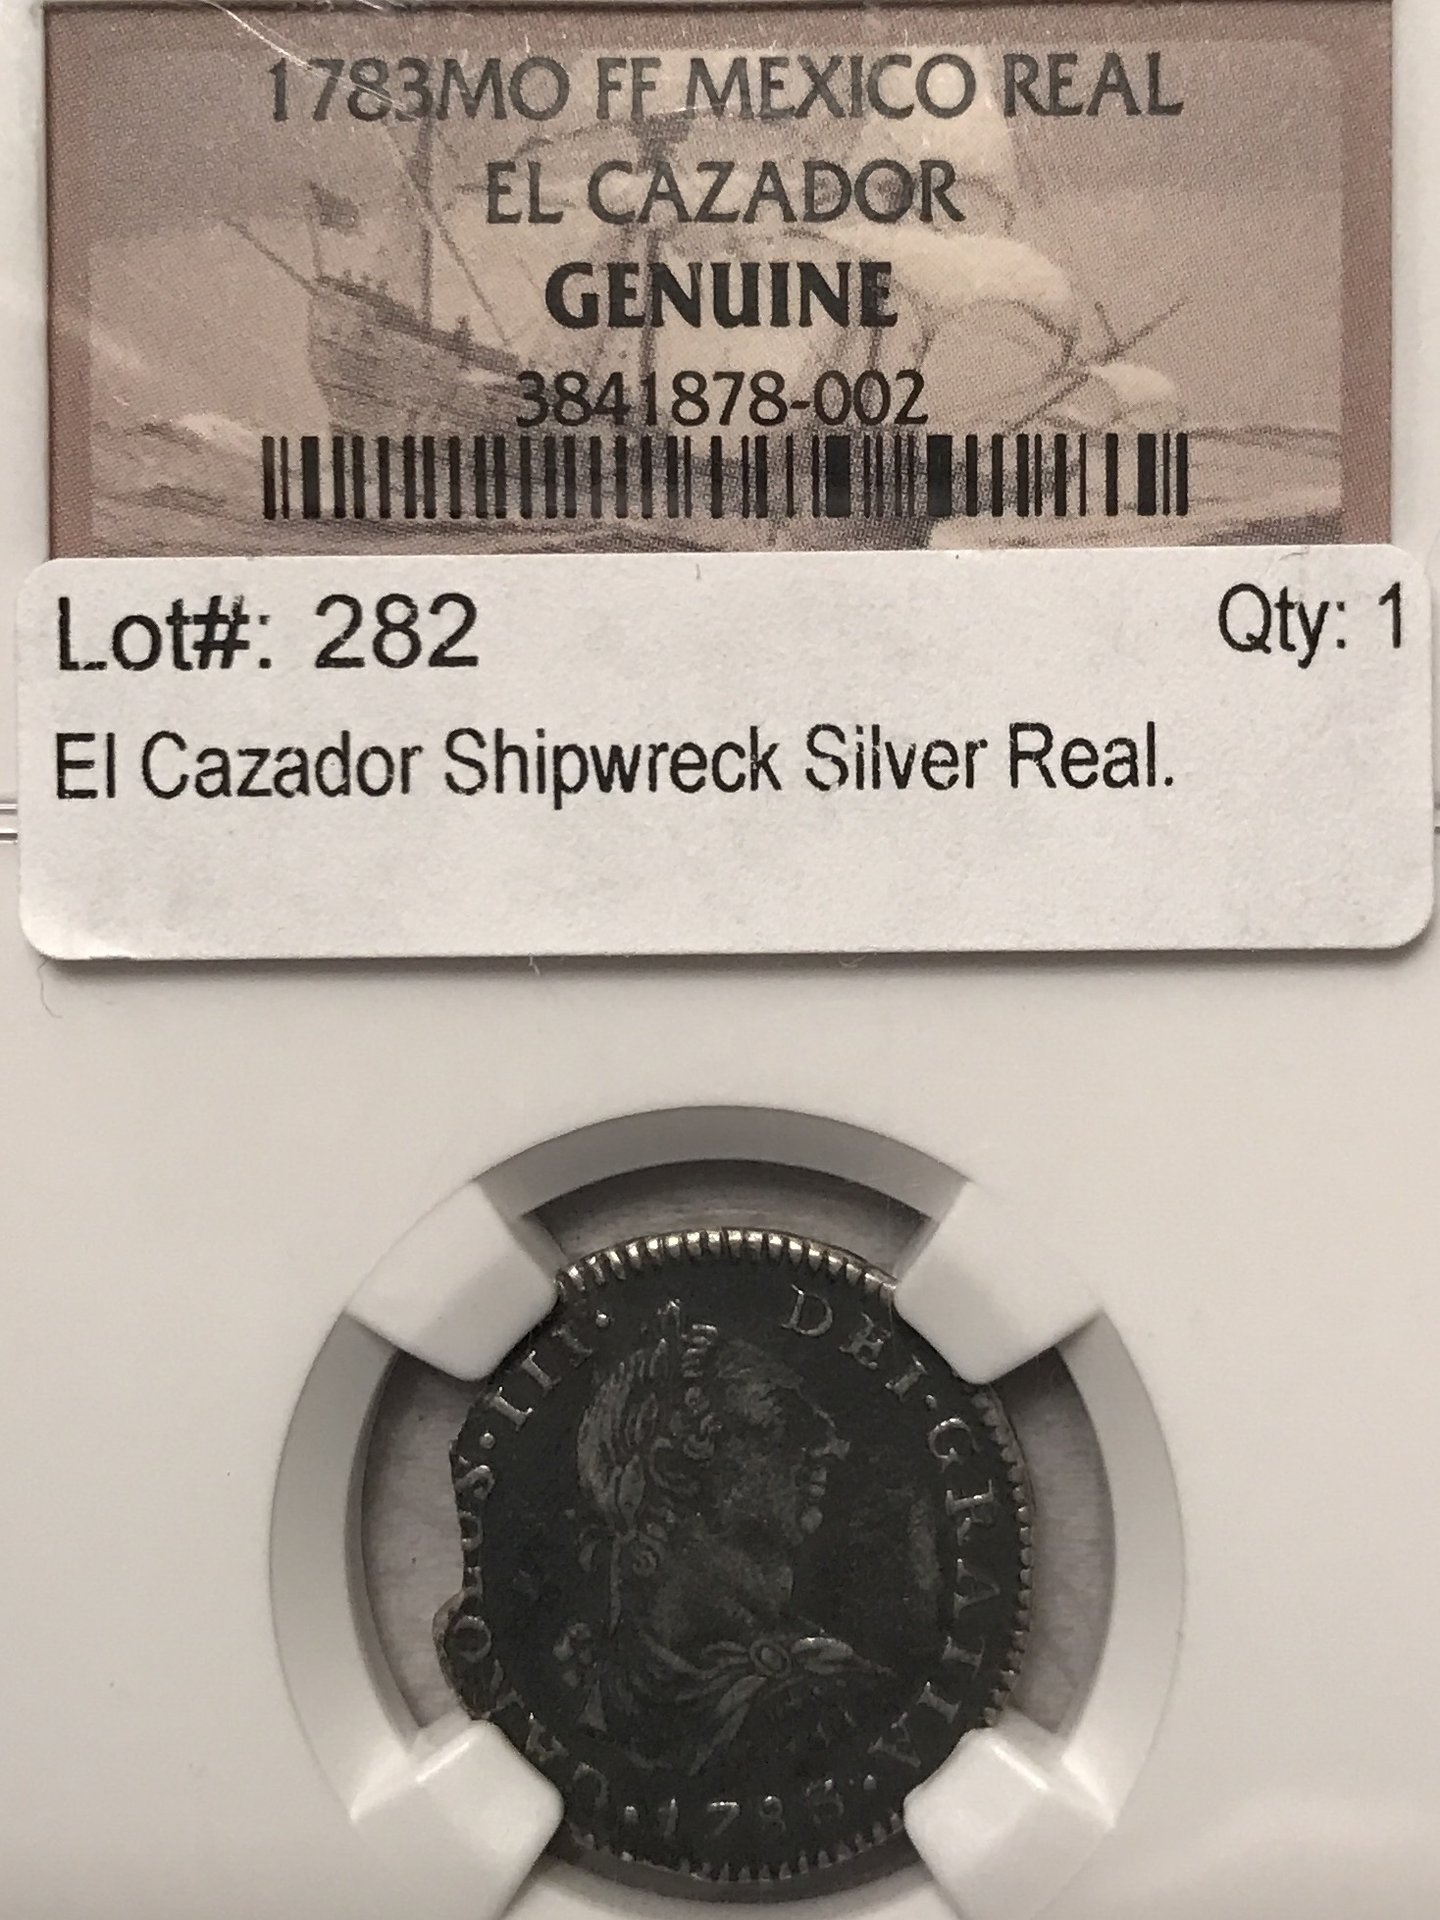 1783MO FF MEXICO REAL
EL CAZADOR
GENUINE
3841878-002
Lot#: 282 Qty: 1
El Cazador Shipwreck Silver Real.
CAROLUS·III· DEI·GRATIA·
·1783·